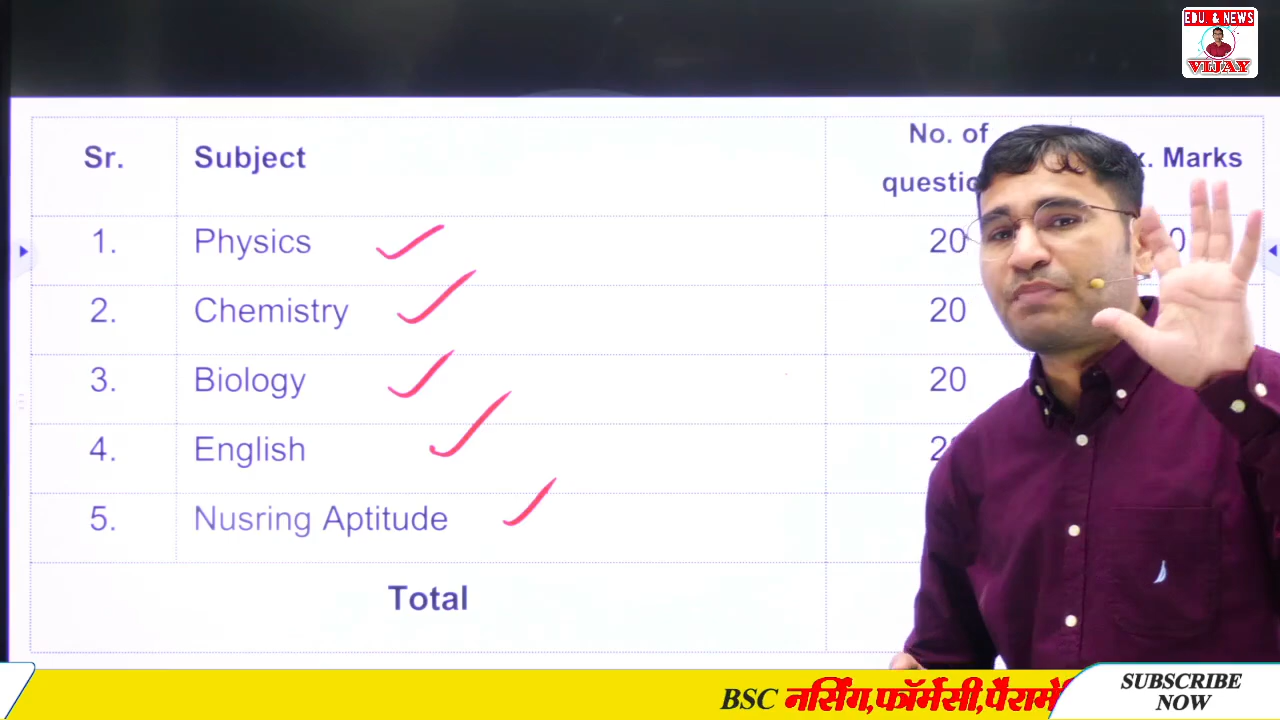 EDU. & NEWS
VIJAY
Sr. Subject No. of
Marks
1. Physics 20
2. Chemistry 20
3. Biology 20
4. English
5. Nusring Aptitude
Total
BSC नर्सिंग,फॉर्मेसी,
SUBSCRIBE
NOW